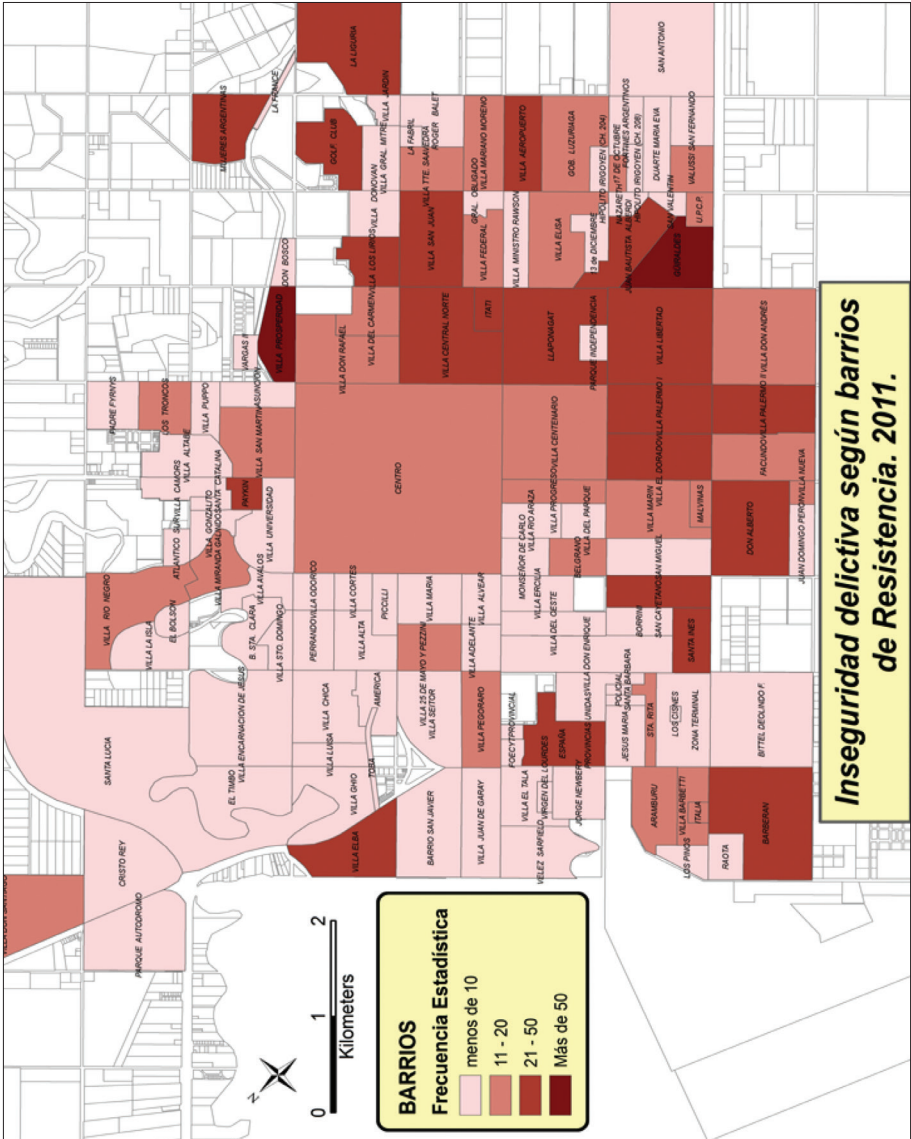 Inseguridad delictiva según barrios
de Resistencia. 2011.
BARRIOS
Frecuencia Estadística
menos de 10
11 - 20
21 - 50
Más de 50
0 1 2
Kilometers
N
PARQUE AUTODROMO
CRISTO REY
SANTA LUCIA
VILLA RIO NEGRO
VILLA LA ISLA
EL BOLSON
ATLANTICO SUR
VILLA CAMORS
VILLA ALTABE
PADRE FYRNYS
LOS TRONCOS
VILLA PUPPO
VILLA GONZALITO
SANTA CATALINA
VILLA MIRANDA GALINDO
VILLA SAN MARTIN
ASUNCION
PAYKIN
VILLA UNIVERSIDAD
VILLA AVALOS
B. STA. CLARA
VILLA STO. DOMINGO
VILLA ENCARNACION DE JESUS
EL TIMBO
VARGAS II
VILLA PROSPERIDAD
DON BOSCO
MUJERES ARGENTINAS
LA FRANCE
LA LIGURIA
GOLF. CLUB
VILLA JARDIN
VILLA GRAL. MITRE
VILLA DONOVAN
VILLA LOS LIRIOS
VILLA DEL CARMEN
VILLA DON RAFAEL
CENTRO
PERRANDO
VILLA ODORICO
VILLA ALTA
VILLA CORTES
PICCILLI
VILLA LUISA
VILLA CHICA
AMERICA
TOBA
VILLA GHIO
VILLA ELBA
BARRIO SAN JAVIER
VILLA SEITOR
VILLA 25 DE MAYO Y PEZZINI
VILLA MARIA
VILLA CENTRAL NORTE
VILLA SAN JUAN
VILLA TTE. SAAVEDRA
LA FABRIL
ROGER BALET
VILLA JUAN DE GARAY
VILLA PEGORARO
VILLA ADELANTE
VILLA ALVEAR
ITATI
VILLA FEDERAL
GRAL. OBLIGADO
VILLA MARIANO MORENO
VELEZ SARFIELD
VILLA EL TALA
VIRGEN DEL LOURDES
FOECYT
PROVINCIAL
VILLA ERCILIA
MONSEÑOR DE CARLO
VILLA RIO ARAZA
VILLA PROGRESO
VILLA CENTENARIO
LLAPONAGAT
VILLA MINISTRO RAWSON
VILLA AEROPUERTO
JORGE NEWBERY
ESPAÑA
PROVINCIAS UNIDAS
VILLA DON ENRIQUE
VILLA DEL OESTE
BELGRANO
VILLA DEL PARQUE
PARQUE INDEPENDENCIA
VILLA ELISA
13 de DICIEMBRE
GOB. LUZURIAGA
HIPOLITO IRIGOYEN (CH. 204)
JESUS MARIA
SANTA BARBARA
POLICIAL
BORRINI
SAN CAYETANO
SAN MIGUEL
VILLA MARIN
VILLA EL DORADO
VILLA PALERMO I
VILLA LIBERTAD
JUAN BAUTISTA ALBERDI
NAZARETH
17 DE OCTUBRE
FORTINES ARGENTINOS
HIPOLITO IRIGOYEN (CH. 208)
SAN ANTONIO
DUARTE MARIA EVA
SAN VALENTIN
U.P.C.P.
VALUSSI
SAN FERNANDO
GUIRALDES
ARAMBURU
STA. RITA
LOS CISNES
ZONA TERMINAL
SANTA INES
MALVINAS
LOS PINOS
VILLA BARBETTI
ITALIA
RAOTA
BARBERAN
BITTEL DEOLINDO F.
DON ALBERTO
JUAN DOMINGO PERON
VILLA NUEVA
FACUNDO
VILLA PALERMO II
VILLA DON ANDRÉS